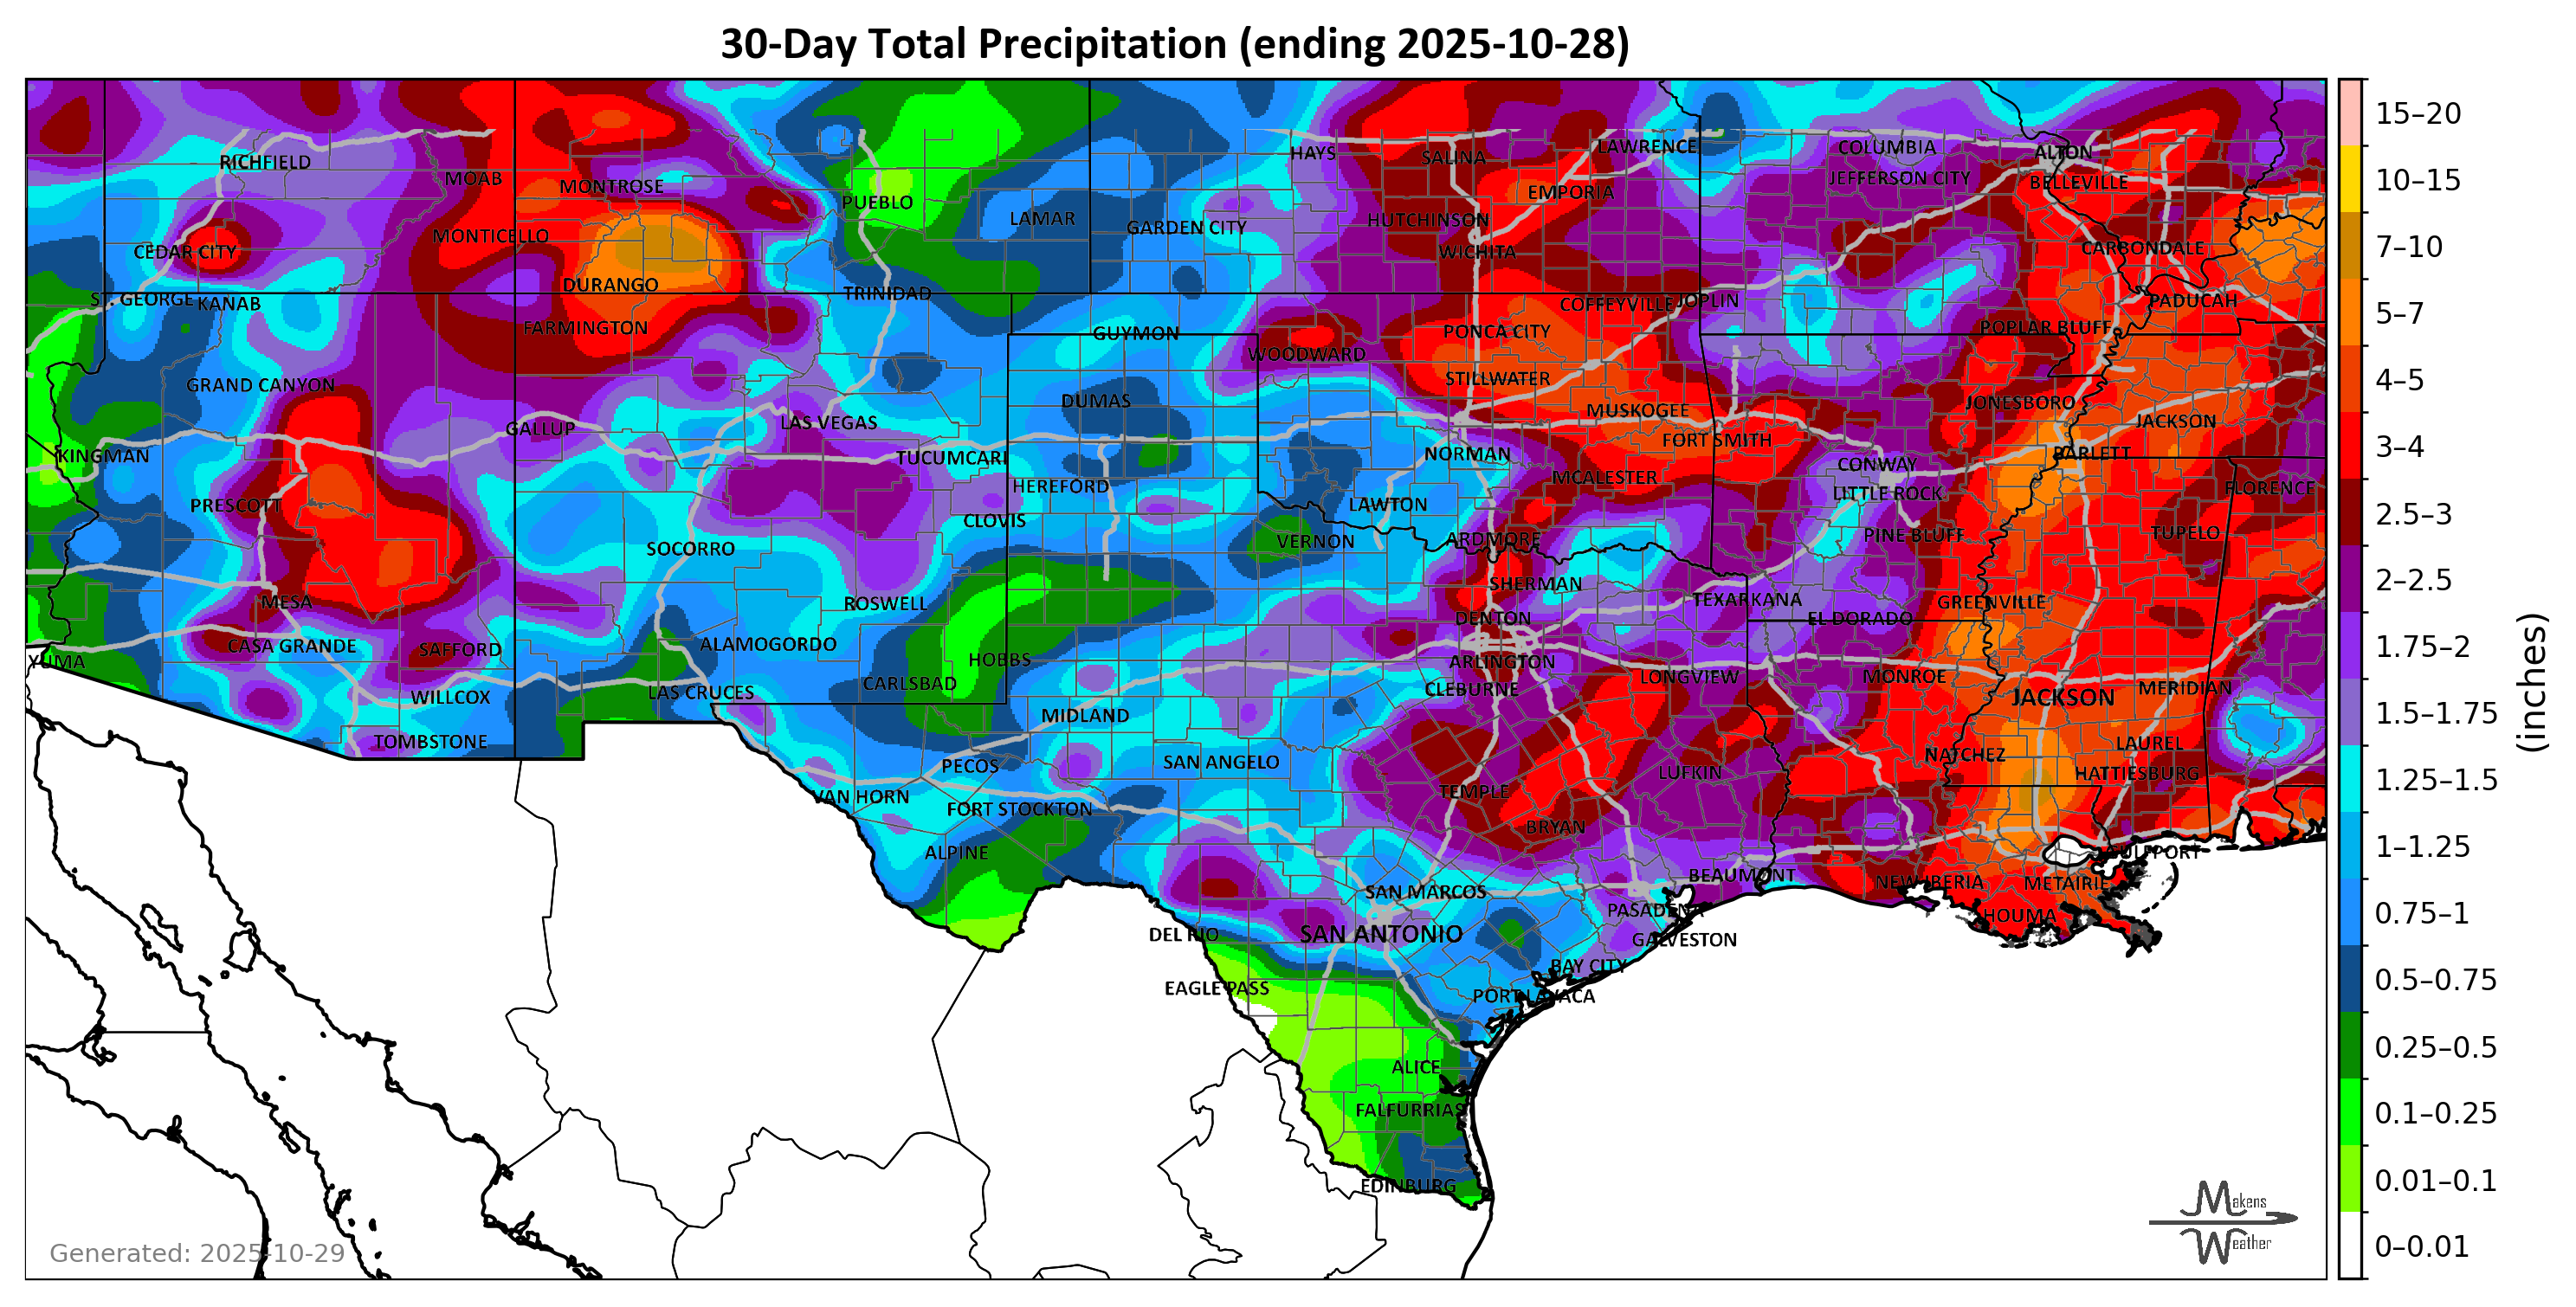 30-Day Total Precipitation (ending 2025-10-28)
HAYS
SALINA
LAWRENCE
COLUMBIA
ALTON
RICHFIELD
MOAB
MONTROSE
PUEBLO
LAMAR
EMPORIA
JEFFERSON CITY
BELLEVILLE
GARDEN CITY
HUTCHINSON
WICHITA
CEDAR CITY
MONTICELLO
CARBONDALE
DURANGO
TRINIDAD
ST. GEORGE
KANAB
COFFEYVILLE
JOPLIN
PADUCAH
FARMINGTON
GUYMON
PONCA CITY
POPLAR BLUFF
WOODWARD
GRAND CANYON
STILLWATER
DUMAS
MUSKOGEE
JONESBORO
JACKSON
GALLUP
LAS VEGAS
FORT SMITH
KINGMAN
TUCUMCARI
NORMAN
CONWAY
BARLETT
HEREFORD
MCALESTER
LITTLE ROCK
FLORENCE
PRESCOTT
CLOVIS
LAWTON
SOCORRO
VERNON
ARDMORE
PINE BLUFF
TUPELO
MESA
ROSWELL
SHERMAN
TEXARKANA
GREENVILLE
DENTON
EL DORADO
CASA GRANDE
SAFFORD
ALAMOGORDO
YUMA
HOBBS
ARLINGTON
CARLSBAD
CLEBURNE
LONGVIEW
MONROE
MERIDIAN
WILLCOX
LAS CRUCES
JACKSON
MIDLAND
TOMBSTONE
PECOS
SAN ANGELO
NATCHEZ
LAUREL
LUFKIN
HATTIESBURG
VAN HORN
FORT STOCKTON
TEMPLE
BRYAN
ALPINE
GULFPORT
SAN MARCOS
BEAUMONT
NEW IBERIA
METAIRIE
PASADENA
HOUMA
DEL RIO
SAN ANTONIO
GALVESTON
BAY CITY
EAGLE PASS
PORT LAVACA
ALICE
FALFURRIAS
EDINBURG
15–20
10–15
7–10
5–7
4–5
3–4
2.5–3
2–2.5
1.75–2
1.5–1.75
1.25–1.5
1–1.25
0.75–1
0.5–0.75
0.25–0.5
0.1–0.25
0.01–0.1
0–0.01
(inches)
Generated: 2025-10-29
Makens
Weather